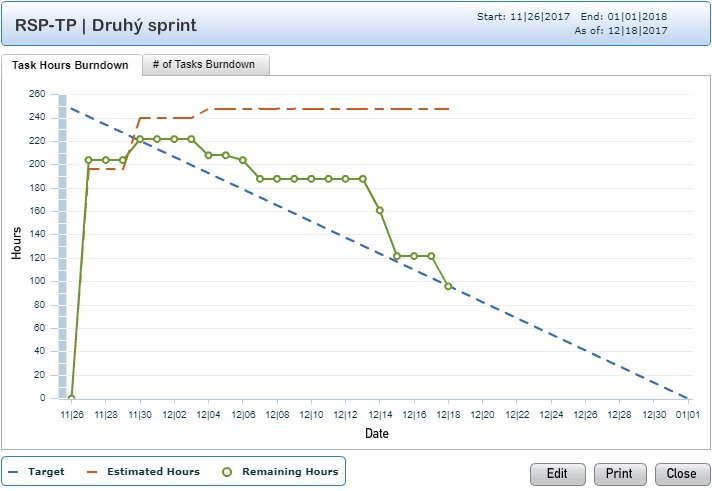 RSP-TP | Druhý sprint
Start: 11|26|2017 End: 01|01|2018
As of: 12|18|2017
Task Hours Burndown
# of Tasks Burndown
260
240
220
200
180
160
140
120
100
80
60
40
20
0
Hours
11|26 11|28 11|30 12|02 12|04 12|06 12|08 12|10 12|12 12|14 12|16 12|18 12|20 12|22 12|24 12|26 12|28 12|30 01|01
Date
Target Estimated Hours Remaining Hours
Edit Print Close